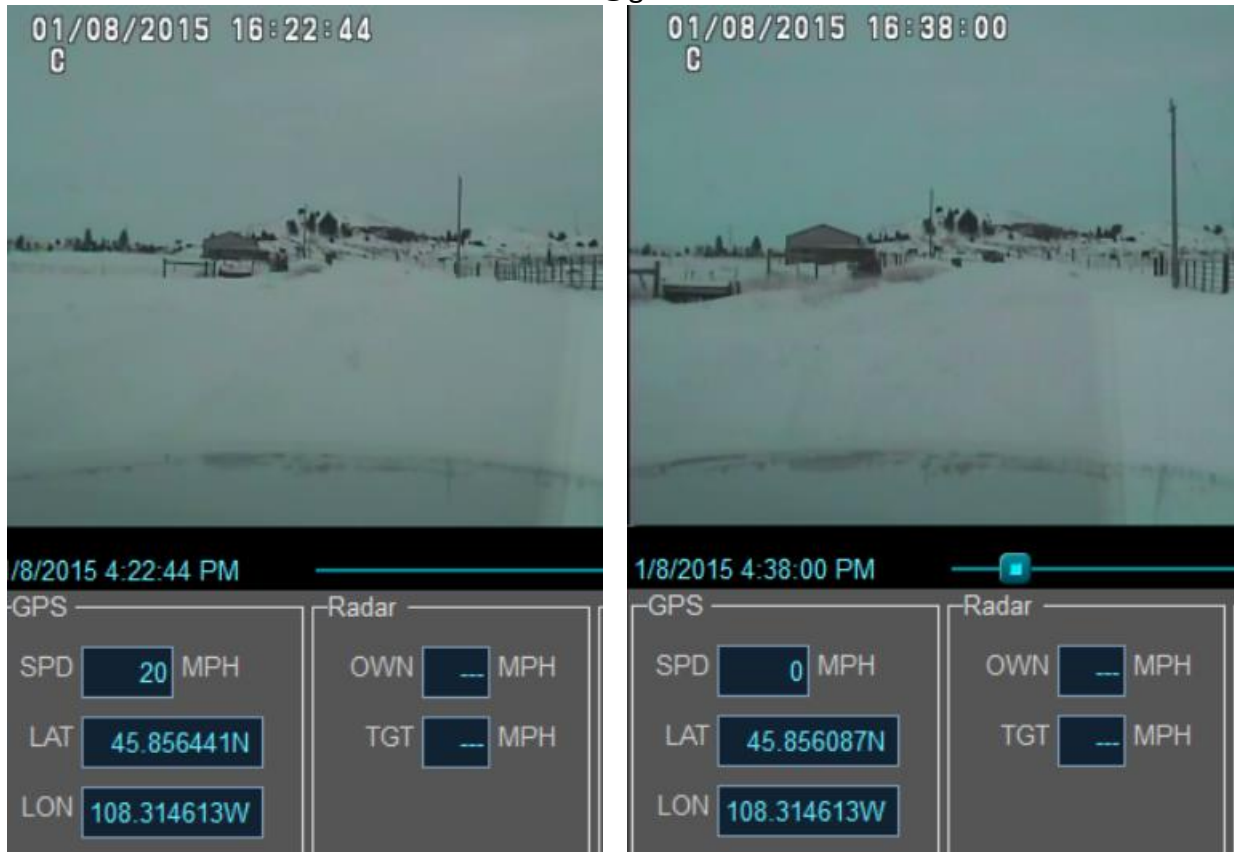 01/08/2015 16:22:44
C
/8/2015 4:22:44 PM
GPS
SPD 20 MPH
LAT 45.856441N
LON 108.314613W
Radar
OWN --- MPH
TGT --- MPH
01/08/2015 16:38:00
C
1/8/2015 4:38:00 PM
GPS
SPD 0 MPH
LAT 45.856087N
LON 108.314613W
Radar
OWN --- MPH
TGT --- MPH